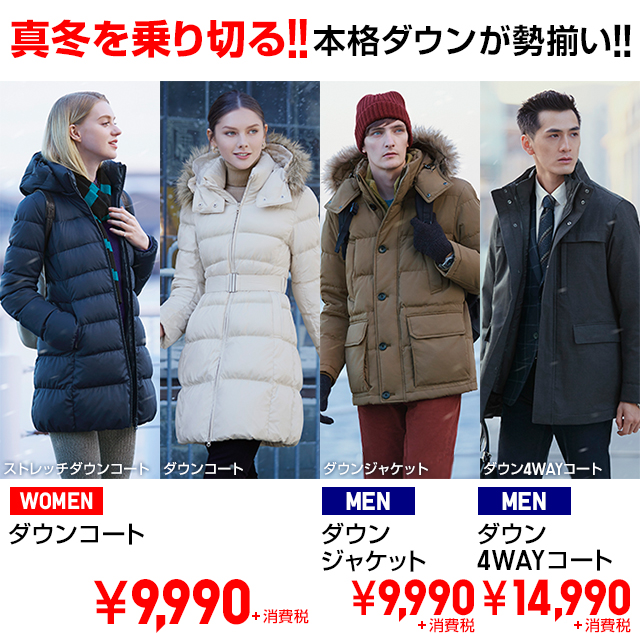 真冬を乗り切る!! 本格ダウンが勢揃い!!
ストレッチダウンコート ダウンコート ダウンジャケット ダウン4WAYコート
WOMEN
ダウンコート
¥9,990+消費税
MEN
ダウン
ジャケット
¥9,990
+消費税
MEN
ダウン
4WAYコート
¥14,990
+消費税